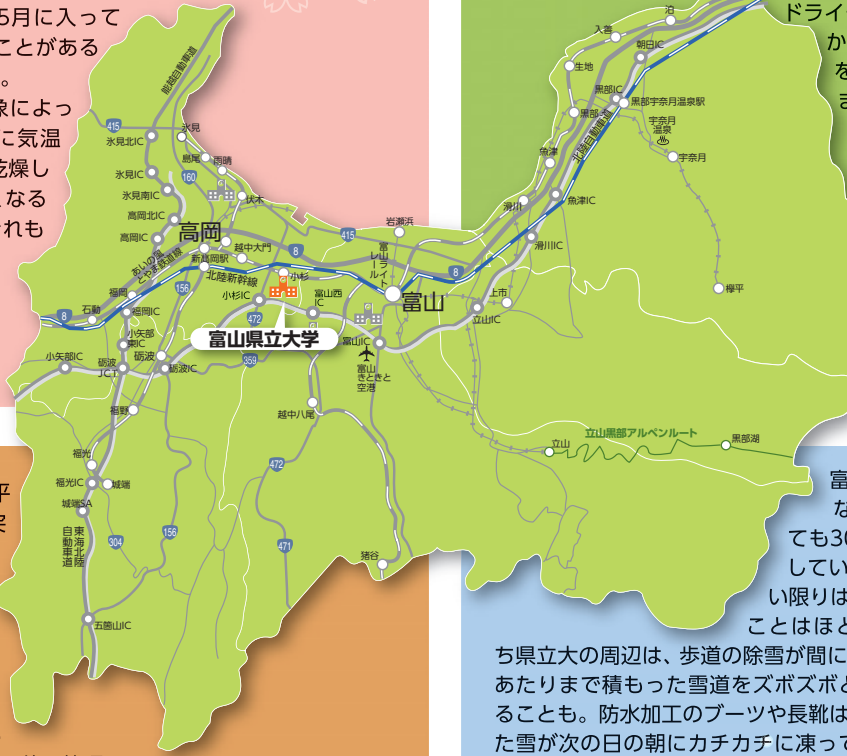 5月に入って
ことがある
。
象によっ
に気温
乾燥し
くなる
それも
ドライ
か
を
ま
能越自動車道
415
氷見北IC
氷見
島尾
雨晴
氷見IC
160
氷見南IC
伏木
高岡北IC
高岡
高岡IC
越中大門
あいの風
とやま鉄道線
新高岡駅
8
415
岩瀬浜
富山ライト
レール
北陸新幹線
小杉
福岡
156
小杉IC
富山西
IC
富山
8
石動
8
福岡IC
472
小矢部
東IC
富山県立大学
富山IC
小矢部IC
砺波
砺波
JCT
砺波IC
359
富山
きときと
空港
福野
越中八尾
福光
472
福光IC
城端
城端SA
東海北陸
自動車道
304
156
471
猪谷
五箇山IC
泊
入善
朝日IC
生地
黒部IC
黒部宇奈月温泉駅
黒部
宇奈月
温泉
宇奈月
北陸自動車道
魚津
魚津IC
滑川
滑川IC
欅平
上市
立山IC
立山
立山黒部アルペンルート
黒部湖
平
突
富
な
ても30
してい
い限りは
ことはほと
ち県立大の周辺は、歩道の除雪が間に
あたりまで積もった雪道をズボズボと
ることも。防水加工のブーツや長靴は
た雪が次の日の朝にカチカチに凍って